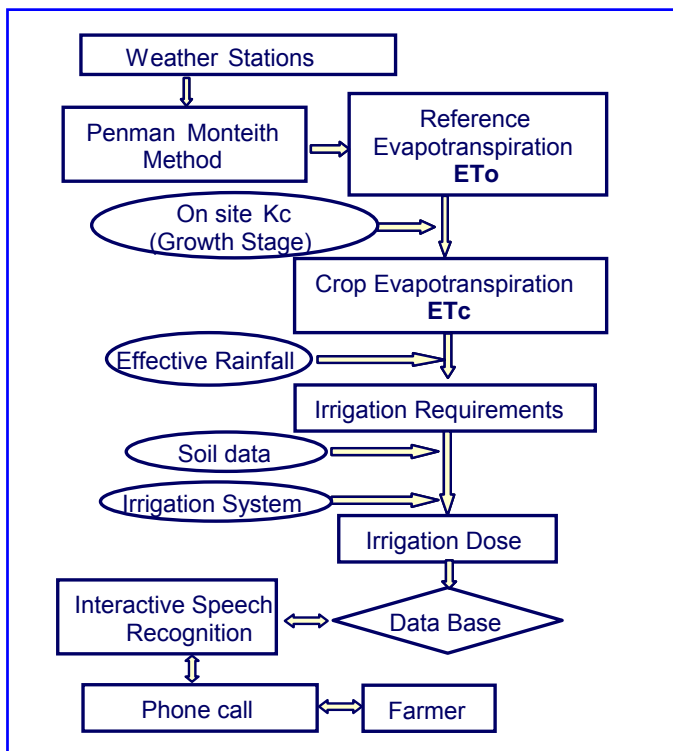 Weather Stations
Penman Monteith
Method
Reference
Evapotranspiration
ETo
On site Kc
(Growth Stage)
Crop Evapotranspiration
ETc
Effective Rainfall
Irrigation Requirements
Soil data
Irrigation System
Irrigation Dose
Interactive Speech
Recognition
Data Base
Phone call
Farmer